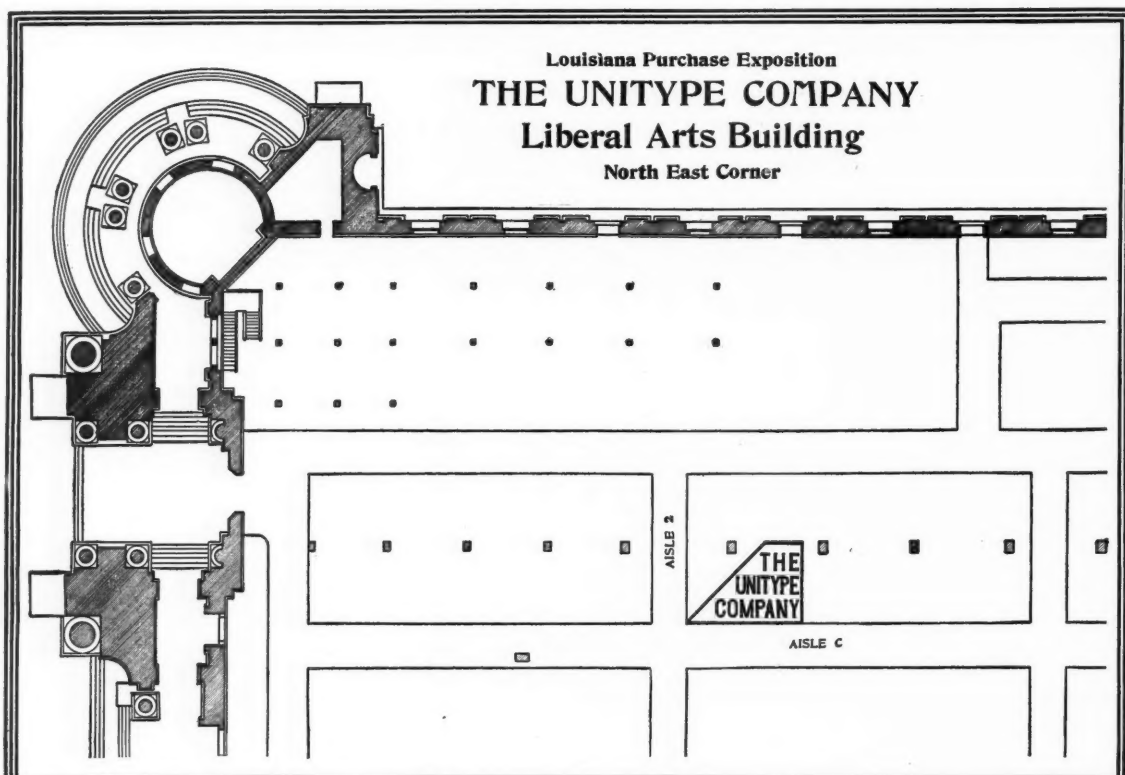 Louisiana Purchase Exposition
THE UNITYPE COMPANY
Liberal Arts Building
North East Corner
AISLE 2
THE
UNITYPE
COMPANY
AISLE C